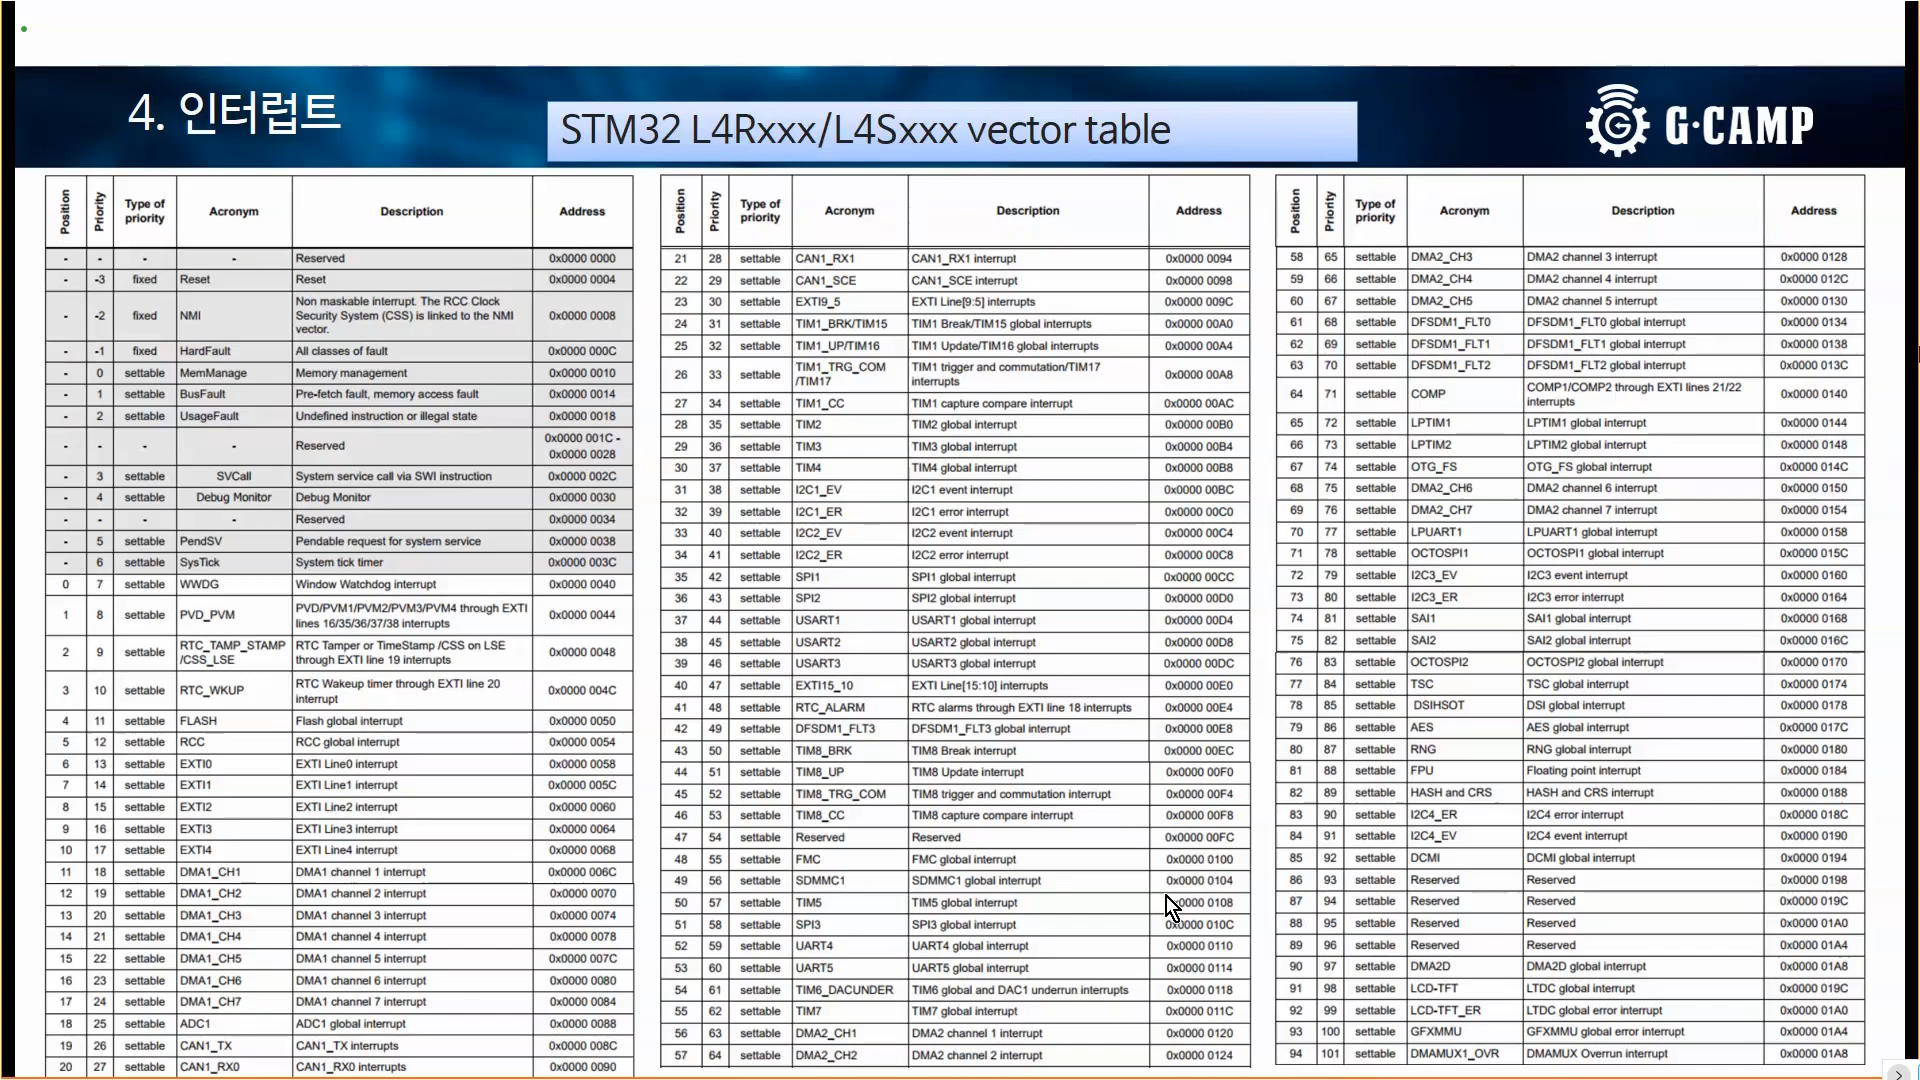 4. 인터럽트
STM32 L4Rxxx/L4Sxxx vector table
G·CAMP
Position Priority Type of priority Acronym Description Address
- - - - Reserved 0x0000 0000
- -3 fixed Reset Reset 0x0000 0004
- -2 fixed NMI Non maskable interrupt. The RCC Clock Security System (CSS) is linked to the NMI vector. 0x0000 0008
- -1 fixed HardFault All classes of fault 0x0000 000C
- 0 settable MemManage Memory management 0x0000 0010
- 1 settable BusFault Pre-fetch fault, memory access fault 0x0000 0014
- 2 settable UsageFault Undefined instruction or illegal state 0x0000 0018
- - - - Reserved 0x0000 001C - 0x0000 0028
- 3 settable SVCall System service call via SWI instruction 0x0000 002C
- 4 settable Debug Monitor Debug Monitor 0x0000 0030
- - - - Reserved 0x0000 0034
- 5 settable PendSV Pendable request for system service 0x0000 0038
- 6 settable SysTick System tick timer 0x0000 003C
0 7 settable WWDG Window Watchdog interrupt 0x0000 0040
1 8 settable PVD_PVM PVD/PVM1/PVM2/PVM3/PVM4 through EXTI lines 16/35/36/37/38 interrupts 0x0000 0044
2 9 settable RTC_TAMP_STAMP /CSS_LSE RTC Tamper or TimeStamp /CSS on LSE through EXTI line 19 interrupts 0x0000 0048
3 10 settable RTC_WKUP RTC Wakeup timer through EXTI line 20 interrupt 0x0000 004C
4 11 settable FLASH Flash global interrupt 0x0000 0050
5 12 settable RCC RCC global interrupt 0x0000 0054
6 13 settable EXTI0 EXTI Line0 interrupt 0x0000 0058
7 14 settable EXTI1 EXTI Line1 interrupt 0x0000 005C
8 15 settable EXTI2 EXTI Line2 interrupt 0x0000 0060
9 16 settable EXTI3 EXTI Line3 interrupt 0x0000 0064
10 17 settable EXTI4 EXTI Line4 interrupt 0x0000 0068
11 18 settable DMA1_CH1 DMA1 channel 1 interrupt 0x0000 006C
12 19 settable DMA1_CH2 DMA1 channel 2 interrupt 0x0000 0070
13 20 settable DMA1_CH3 DMA1 channel 3 interrupt 0x0000 0074
14 21 settable DMA1_CH4 DMA1 channel 4 interrupt 0x0000 0078
15 22 settable DMA1_CH5 DMA1 channel 5 interrupt 0x0000 007C
16 23 settable DMA1_CH6 DMA1 channel 6 interrupt 0x0000 0080
17 24 settable DMA1_CH7 DMA1 channel 7 interrupt 0x0000 0084
18 25 settable ADC1 ADC1 global interrupt 0x0000 0088
19 26 settable CAN1_TX CAN1_TX interrupts 0x0000 008C
20 27 settable CAN1_RX0 CAN1_RX0 interrupts 0x0000 0090
Position Priority Type of priority Acronym Description Address
21 28 settable CAN1_RX1 CAN1_RX1 interrupt 0x0000 0094
22 29 settable CAN1_SCE CAN1_SCE interrupt 0x0000 0098
23 30 settable EXTI9_5 EXTI Line[9:5] interrupts 0x0000 009C
24 31 settable TIM1_BRK/TIM15 TIM1 Break/TIM15 global interrupts 0x0000 00A0
25 32 settable TIM1_UP/TIM16 TIM1 Update/TIM16 global interrupts 0x0000 00A4
26 33 settable TIM1_TRG_COM /TIM17 TIM1 trigger and commutation/TIM17 interrupts 0x0000 00A8
27 34 settable TIM1_CC TIM1 capture compare interrupt 0x0000 00AC
28 35 settable TIM2 TIM2 global interrupt 0x0000 00B0
29 36 settable TIM3 TIM3 global interrupt 0x0000 00B4
30 37 settable TIM4 TIM4 global interrupt 0x0000 00B8
31 38 settable I2C1_EV I2C1 event interrupt 0x0000 00BC
32 39 settable I2C1_ER I2C1 error interrupt 0x0000 00C0
33 40 settable I2C2_EV I2C2 event interrupt 0x0000 00C4
34 41 settable I2C2_ER I2C2 error interrupt 0x0000 00C8
35 42 settable SPI1 SPI1 global interrupt 0x0000 00CC
36 43 settable SPI2 SPI2 global interrupt 0x0000 00D0
37 44 settable USART1 USART1 global interrupt 0x0000 00D4
38 45 settable USART2 USART2 global interrupt 0x0000 00D8
39 46 settable USART3 USART3 global interrupt 0x0000 00DC
40 47 settable EXTI15_10 EXTI Line[15:10] interrupts 0x0000 00E0
41 48 settable RTC_ALARM RTC alarms through EXTI line 18 interrupts 0x0000 00E4
42 49 settable DFSDM1_FLT3 DFSDM1_FLT3 global interrupt 0x0000 00E8
43 50 settable TIM8_BRK TIM8 Break interrupt 0x0000 00EC
44 51 settable TIM8_UP TIM8 Update interrupt 0x0000 00F0
45 52 settable TIM8_TRG_COM TIM8 trigger and commutation interrupt 0x0000 00F4
46 53 settable TIM8_CC TIM8 capture compare interrupt 0x0000 00F8
47 54 settable Reserved Reserved 0x0000 00FC
48 55 settable FMC FMC global interrupt 0x0000 0100
49 56 settable SDMMC1 SDMMC1 global interrupt 0x0000 0104
50 57 settable TIM5 TIM5 global interrupt 0000 0108
51 58 settable SPI3 SPI3 global interrupt 0x0000 010C
52 59 settable UART4 UART4 global interrupt 0x0000 0110
53 60 settable UART5 UART5 global interrupt 0x0000 0114
54 61 settable TIM6_DACUNDER TIM6 global and DAC1 underrun interrupts 0x0000 0118
55 62 settable TIM7 TIM7 global interrupt 0x0000 011C
56 63 settable DMA2_CH1 DMA2 channel 1 interrupt 0x0000 0120
57 64 settable DMA2_CH2 DMA2 channel 2 interrupt 0x0000 0124
Position Priority Type of priority Acronym Description Address
58 65 settable DMA2_CH3 DMA2 channel 3 interrupt 0x0000 0128
59 66 settable DMA2_CH4 DMA2 channel 4 interrupt 0x0000 012C
60 67 settable DMA2_CH5 DMA2 channel 5 interrupt 0x0000 0130
61 68 settable DFSDM1_FLT0 DFSDM1_FLT0 global interrupt 0x0000 0134
62 69 settable DFSDM1_FLT1 DFSDM1_FLT1 global interrupt 0x0000 0138
63 70 settable DFSDM1_FLT2 DFSDM1_FLT2 global interrupt 0x0000 013C
64 71 settable COMP COMP1/COMP2 through EXTI lines 21/22 interrupts 0x0000 0140
65 72 settable LPTIM1 LPTIM1 global interrupt 0x0000 0144
66 73 settable LPTIM2 LPTIM2 global interrupt 0x0000 0148
67 74 settable OTG_FS OTG_FS global interrupt 0x0000 014C
68 75 settable DMA2_CH6 DMA2 channel 6 interrupt 0x0000 0150
69 76 settable DMA2_CH7 DMA2 channel 7 interrupt 0x0000 0154
70 77 settable LPUART1 LPUART1 global interrupt 0x0000 0158
71 78 settable OCTOSPI1 OCTOSPI1 global interrupt 0x0000 015C
72 79 settable I2C3_EV I2C3 event interrupt 0x0000 0160
73 80 settable I2C3_ER I2C3 error interrupt 0x0000 0164
74 81 settable SAI1 SAI1 global interrupt 0x0000 0168
75 82 settable SAI2 SAI2 global interrupt 0x0000 016C
76 83 settable OCTOSPI2 OCTOSPI2 global interrupt 0x0000 0170
77 84 settable TSC TSC global interrupt 0x0000 0174
78 85 settable DSIHSOT DSI global interrupt 0x0000 0178
79 86 settable AES AES global interrupt 0x0000 017C
80 87 settable RNG RNG global interrupt 0x0000 0180
81 88 settable FPU Floating point interrupt 0x0000 0184
82 89 settable HASH and CRS HASH and CRS interrupt 0x0000 0188
83 90 settable I2C4_ER I2C4 error interrupt 0x0000 018C
84 91 settable I2C4_EV I2C4 event interrupt 0x0000 0190
85 92 settable DCMI DCMI global interrupt 0x0000 0194
86 93 settable Reserved Reserved 0x0000 0198
87 94 settable Reserved Reserved 0x0000 019C
88 95 settable Reserved Reserved 0x0000 01A0
89 96 settable Reserved Reserved 0x0000 01A4
90 97 settable DMA2D DMA2D global interrupt 0x0000 01A8
91 98 settable LCD-TFT LTDC global interrupt 0x0000 019C
92 99 settable LCD-TFT_ER LTDC global error interrupt 0x0000 01A0
93 100 settable GFXMMU GFXMMU global error interrupt 0x0000 01A4
94 101 settable DMAMUX1_OVR DMAMUX Overrun interrupt 0x0000 01A8